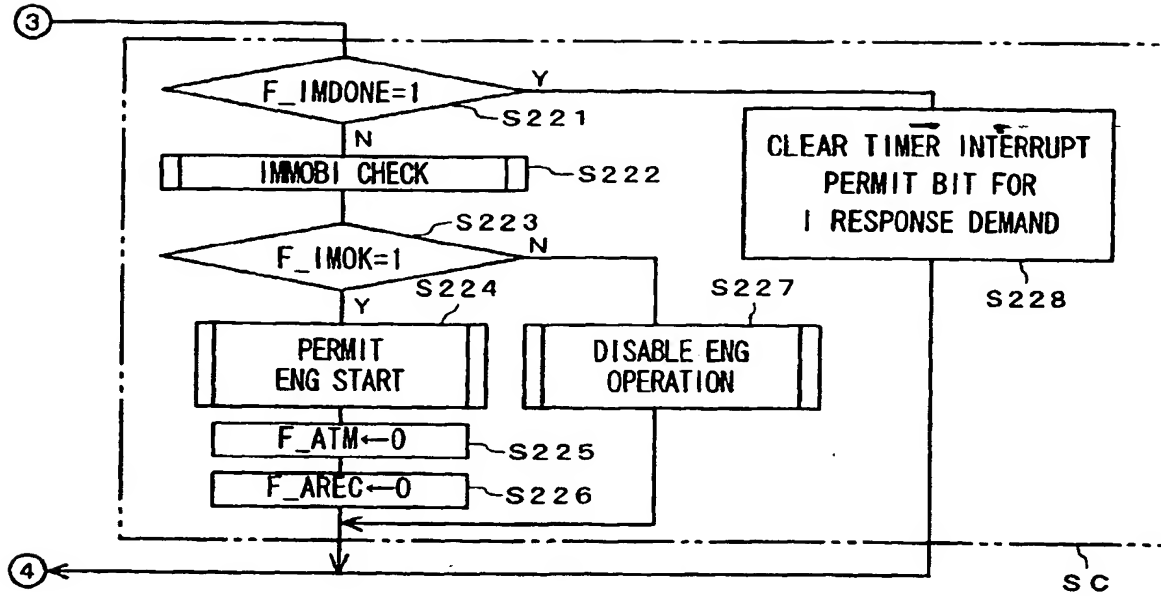 3
F_IMDONE=1
Y
S221
N
CLEAR TIMER INTERRUPT
PERMIT BIT FOR
I RESPONSE DEMAND
S228
IMMOBI CHECK
S222
S223
F_IMOK=1
N
S224
Y
S227
PERMIT
ENG START
DISABLE ENG
OPERATION
F_ATM←0
S225
F_AREC←0
S226
4
SC